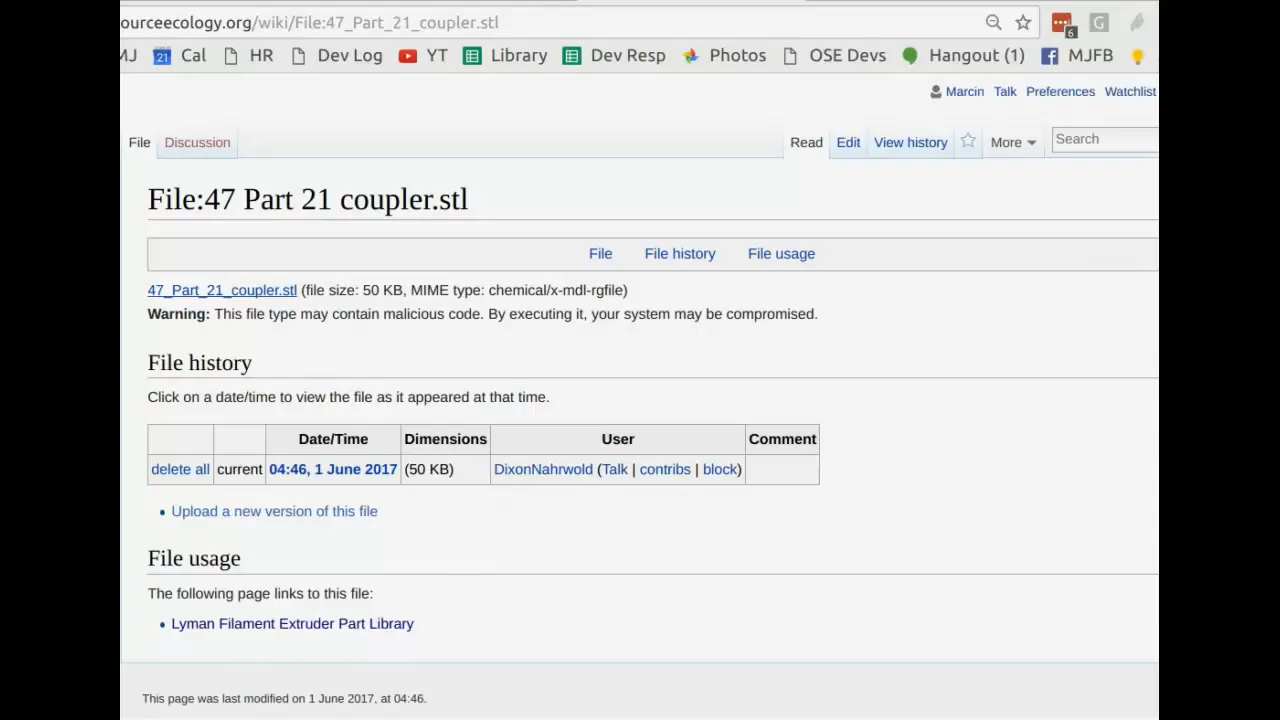 ourceecology.org/wiki/File:47_Part_21_coupler.stl
6
G
MJ 21 Cal HR Dev Log YT Library Dev Resp Photos OSE Devs Hangout (1) MJFB
Marcin Talk Preferences Watchlist
File Discussion Read Edit View history More Search
File:47 Part 21 coupler.stl
File File history File usage
47_Part_21_coupler.stl (file size: 50 KB, MIME type: chemical/x-mdl-rgfile)
Warning: This file type may contain malicious code. By executing it, your system may be compromised.
File history
Click on a date/time to view the file as it appeared at that time.
Date/Time Dimensions User Comment
delete all current 04:46, 1 June 2017 (50 KB) DixonNahrwold (Talk | contribs | block)
Upload a new version of this file
File usage
The following page links to this file:
Lyman Filament Extruder Part Library
This page was last modified on 1 June 2017, at 04:46.